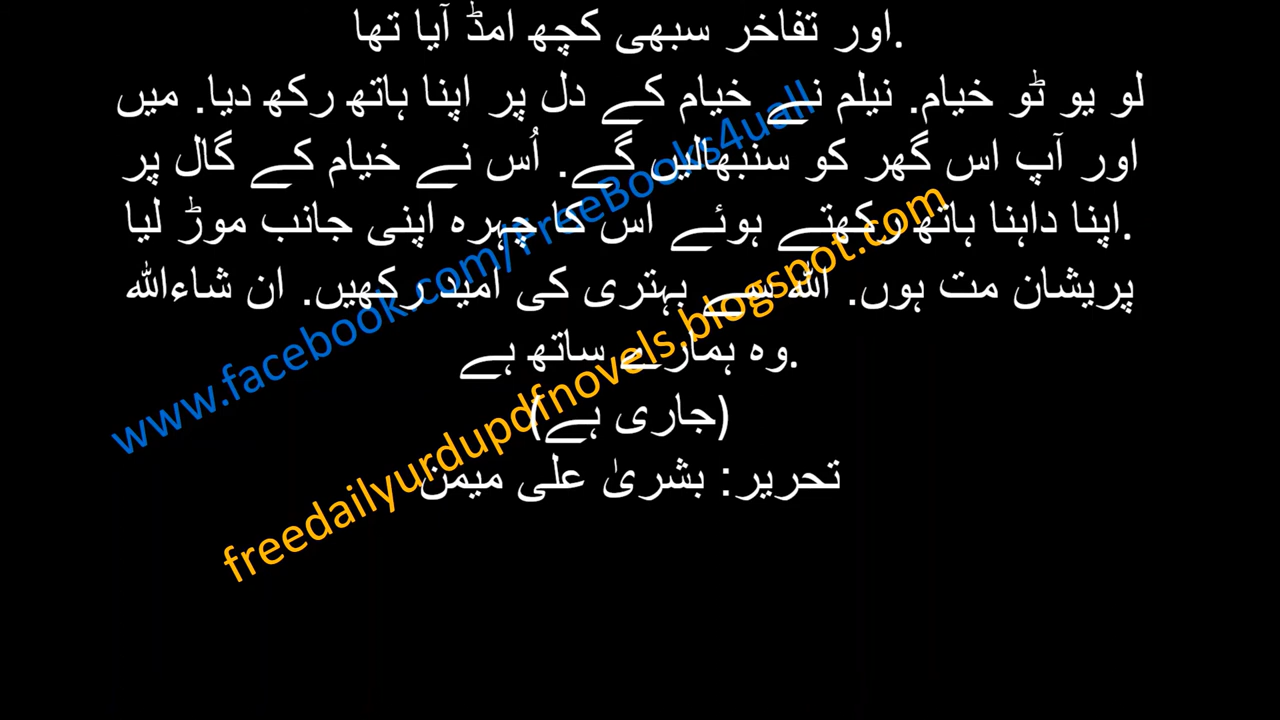 اور تفاخر سبھی کچھ امڈ آیا تھا.
لو یو ٹو خیام. نیلم نے خیام کے دل پر اپنا ہاتھ رکھ دیا. میں
اور آپ اس گھر کو سنبھالیں گے. اُس نے خیام کے گال پر
اپنا داہنا ہاتھ رکھتے ہوئے اس کا چہرہ اپنی جانب موڑ لیا.
پریشان مت ہوں. اللہ سے بہتری کی امید رکھیں. ان شاءاللہ
وہ ہمارے ساتھ ہے.
(جاری ہے)
تحریر: بشریٰ علی میمن
www.facebook.com/FreeBooks4uall
freedailyurdupdfnovels.blogspot.com